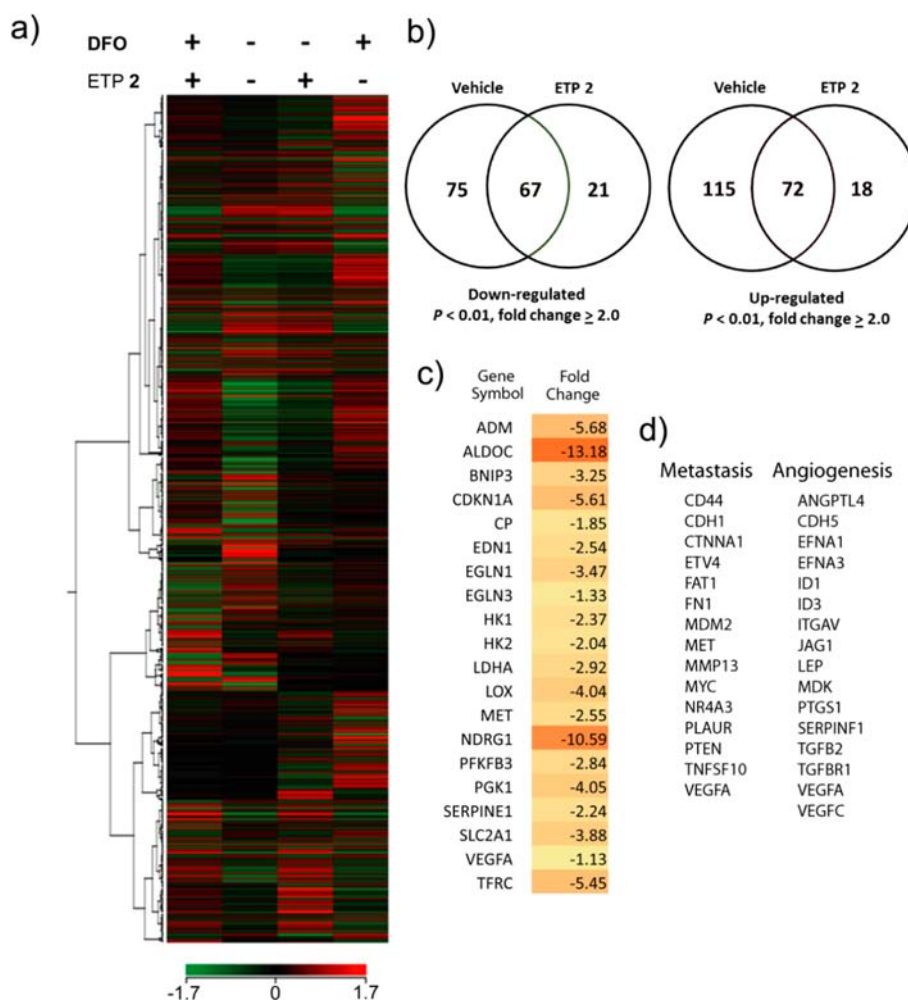 a)
DFO + - - +
ETP 2 + - + -
-1.7 0 1.7
b)
Vehicle ETP 2
75 67 21
Down-regulated
P < 0.01, fold change ≥ 2.0
Vehicle ETP 2
115 72 18
Up-regulated
P < 0.01, fold change ≥ 2.0
c)
Gene Fold
Symbol Change
ADM -5.68
ALDOC -13.18
BNIP3 -3.25
CDKN1A -5.61
CP -1.85
EDN1 -2.54
EGLN1 -3.47
EGLN3 -1.33
HK1 -2.37
HK2 -2.04
LDHA -2.92
LOX -4.04
MET -2.55
NDRG1 -10.59
PFKFB3 -2.84
PGK1 -4.05
SERPINE1 -2.24
SLC2A1 -3.88
VEGFA -1.13
TFRC -5.45
d)
Metastasis Angiogenesis
CD44 ANGPTL4
CDH1 CDH5
CTNNA1 EFNA1
ETV4 EFNA3
FAT1 ID1
FN1 ID3
MDM2 ITGAV
MET JAG1
MMP13 LEP
MYC MDK
NR4A3 PTGS1
PLAUR SERPINF1
PTEN TGFB2
TNFSF10 TGFBR1
VEGFA VEGFA
VEGFC